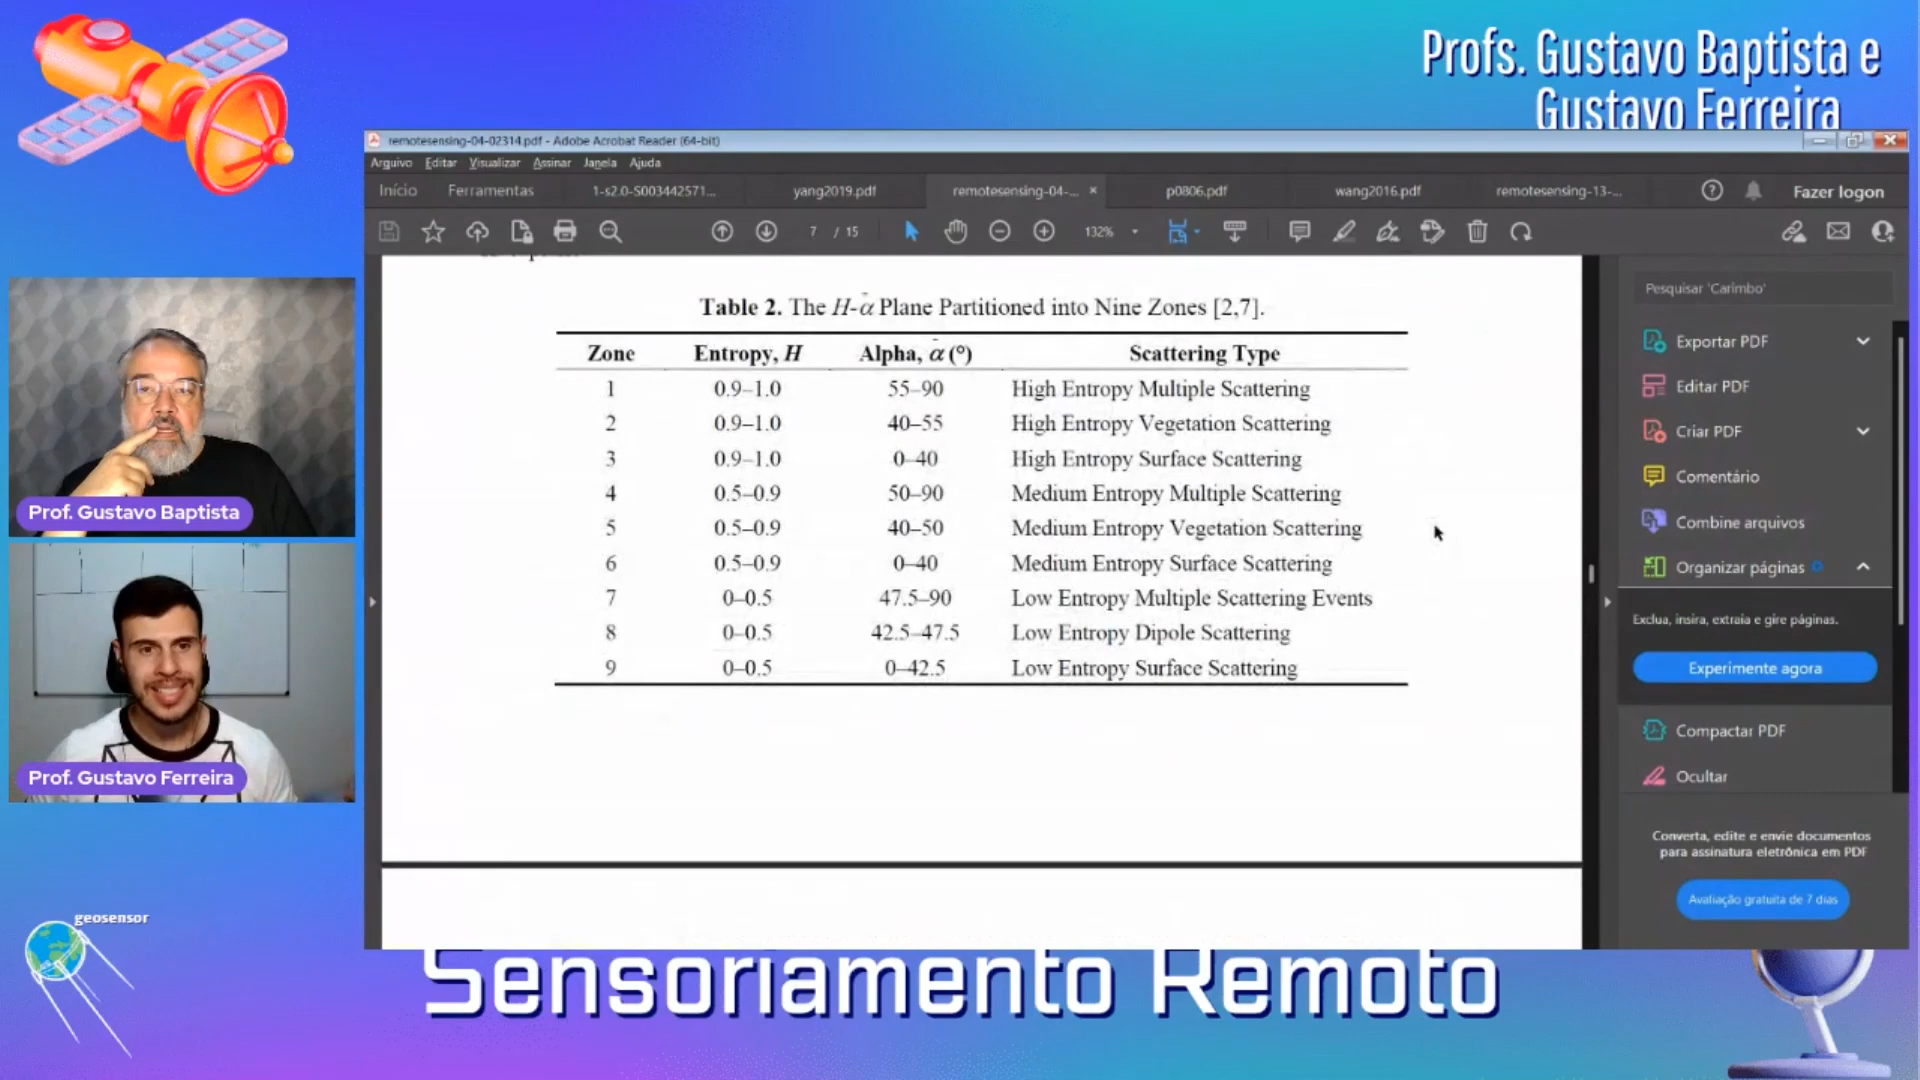 Profs. Gustavo Baptista e
Gustavo Ferreira
remotesensing-04-02314.pdf - Adobe Acrobat Reader (64-bit)
Arquivo Editar Visualizar Assinar Janela Ajuda
Início Ferramentas 1-s2.0-S003442571... yang2019.pdf remotesensing-04-... × p0806.pdf wang2016.pdf remotesensing-13-... Fazer logon
7 / 15 132%
Table 2. The H-ᾱ Plane Partitioned into Nine Zones [2,7].
Zone Entropy, H Alpha, ᾱ (°) Scattering Type
1 0.9–1.0 55–90 High Entropy Multiple Scattering
2 0.9–1.0 40–55 High Entropy Vegetation Scattering
3 0.9–1.0 0–40 High Entropy Surface Scattering
4 0.5–0.9 50–90 Medium Entropy Multiple Scattering
5 0.5–0.9 40–50 Medium Entropy Vegetation Scattering
6 0.5–0.9 0–40 Medium Entropy Surface Scattering
7 0–0.5 47.5–90 Low Entropy Multiple Scattering Events
8 0–0.5 42.5–47.5 Low Entropy Dipole Scattering
9 0–0.5 0–42.5 Low Entropy Surface Scattering
Pesquisar 'Carimbo'
Exportar PDF
Editar PDF
Criar PDF
Comentário
Combine arquivos
Organizar páginas
Exclua, insira, extraia e gire páginas.
Experimente agora
Compactar PDF
Ocultar
Converta, edite e envie documentos
para assinatura eletrônica em PDF
Avaliação gratuita de 7 dias
Prof. Gustavo Baptista
Prof. Gustavo Ferreira
geosensor
Sensoriamento Remoto